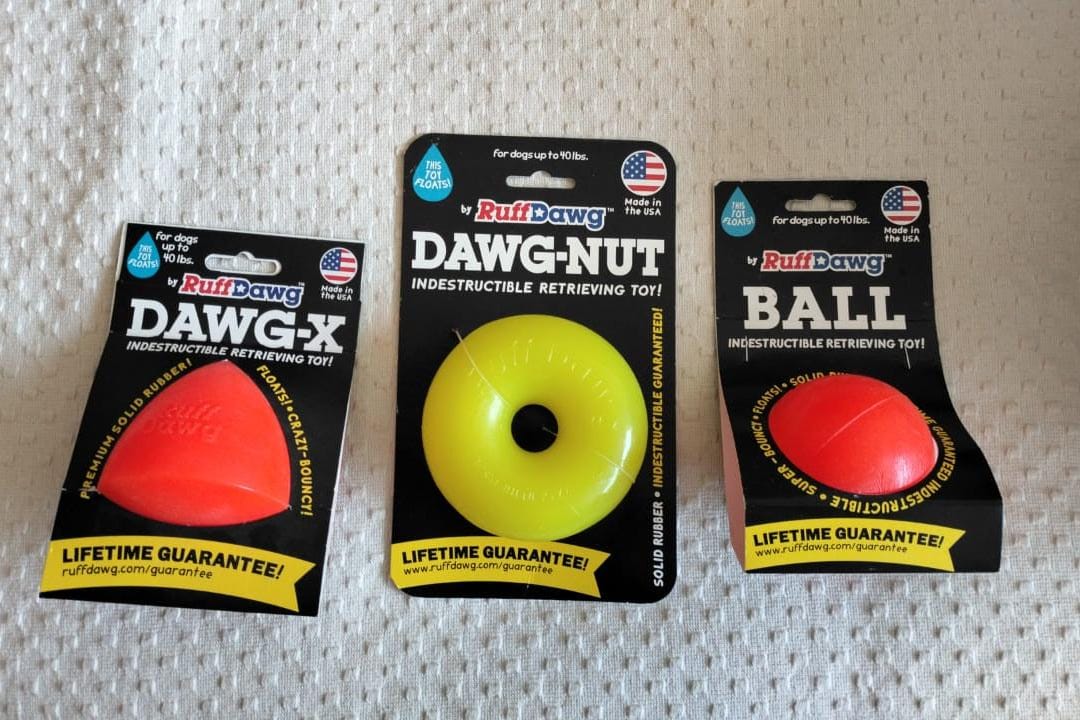 THIS
TOY
FLOATS!
for dogs
up to
40 lbs.
Made in
the USA
by RuffDawg™
DAWG-X
INDESTRUCTIBLE RETRIEVING TOY!
PREMIUM SOLID RUBBER!
FLOATS! • CRAZY-BOUNCY!
Ruff
Dawg
LIFETIME GUARANTEE!
ruffdawg.com/guarantee
THIS
TOY
FLOATS!
for dogs up to 40 lbs.
Made in
the USA
by RuffDawg™
DAWG-NUT
INDESTRUCTIBLE RETRIEVING TOY!
SOLID RUBBER • INDESTRUCTIBLE GUARANTEED!
LIFETIME GUARANTEE!
www.ruffdawg.com/guarantee
THIS
TOY
FLOATS!
for dogs up to 40 lbs.
Made in
the USA
by RuffDawg™
BALL
INDESTRUCTIBLE RETRIEVING TOY!
SUPER-BOUNCY • FLOATS! • SOLID
GUARANTEED INDESTRUCTIBLE •
LIFETIME GUARANTEE!
www.ruffdawg.com/guarantee